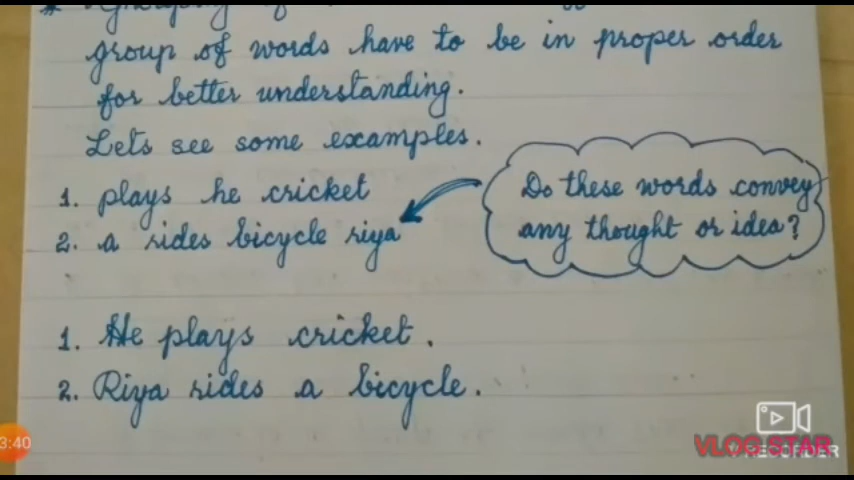 group of words have to be in proper order
for better understanding.
Lets see some examples.
1. plays he cricket
2. a rides bicycle riya
Do these words convey
any thought or idea?
1. He plays cricket.
2. Riya rides a bicycle.
3:40
VLOG STAR
RECORDER